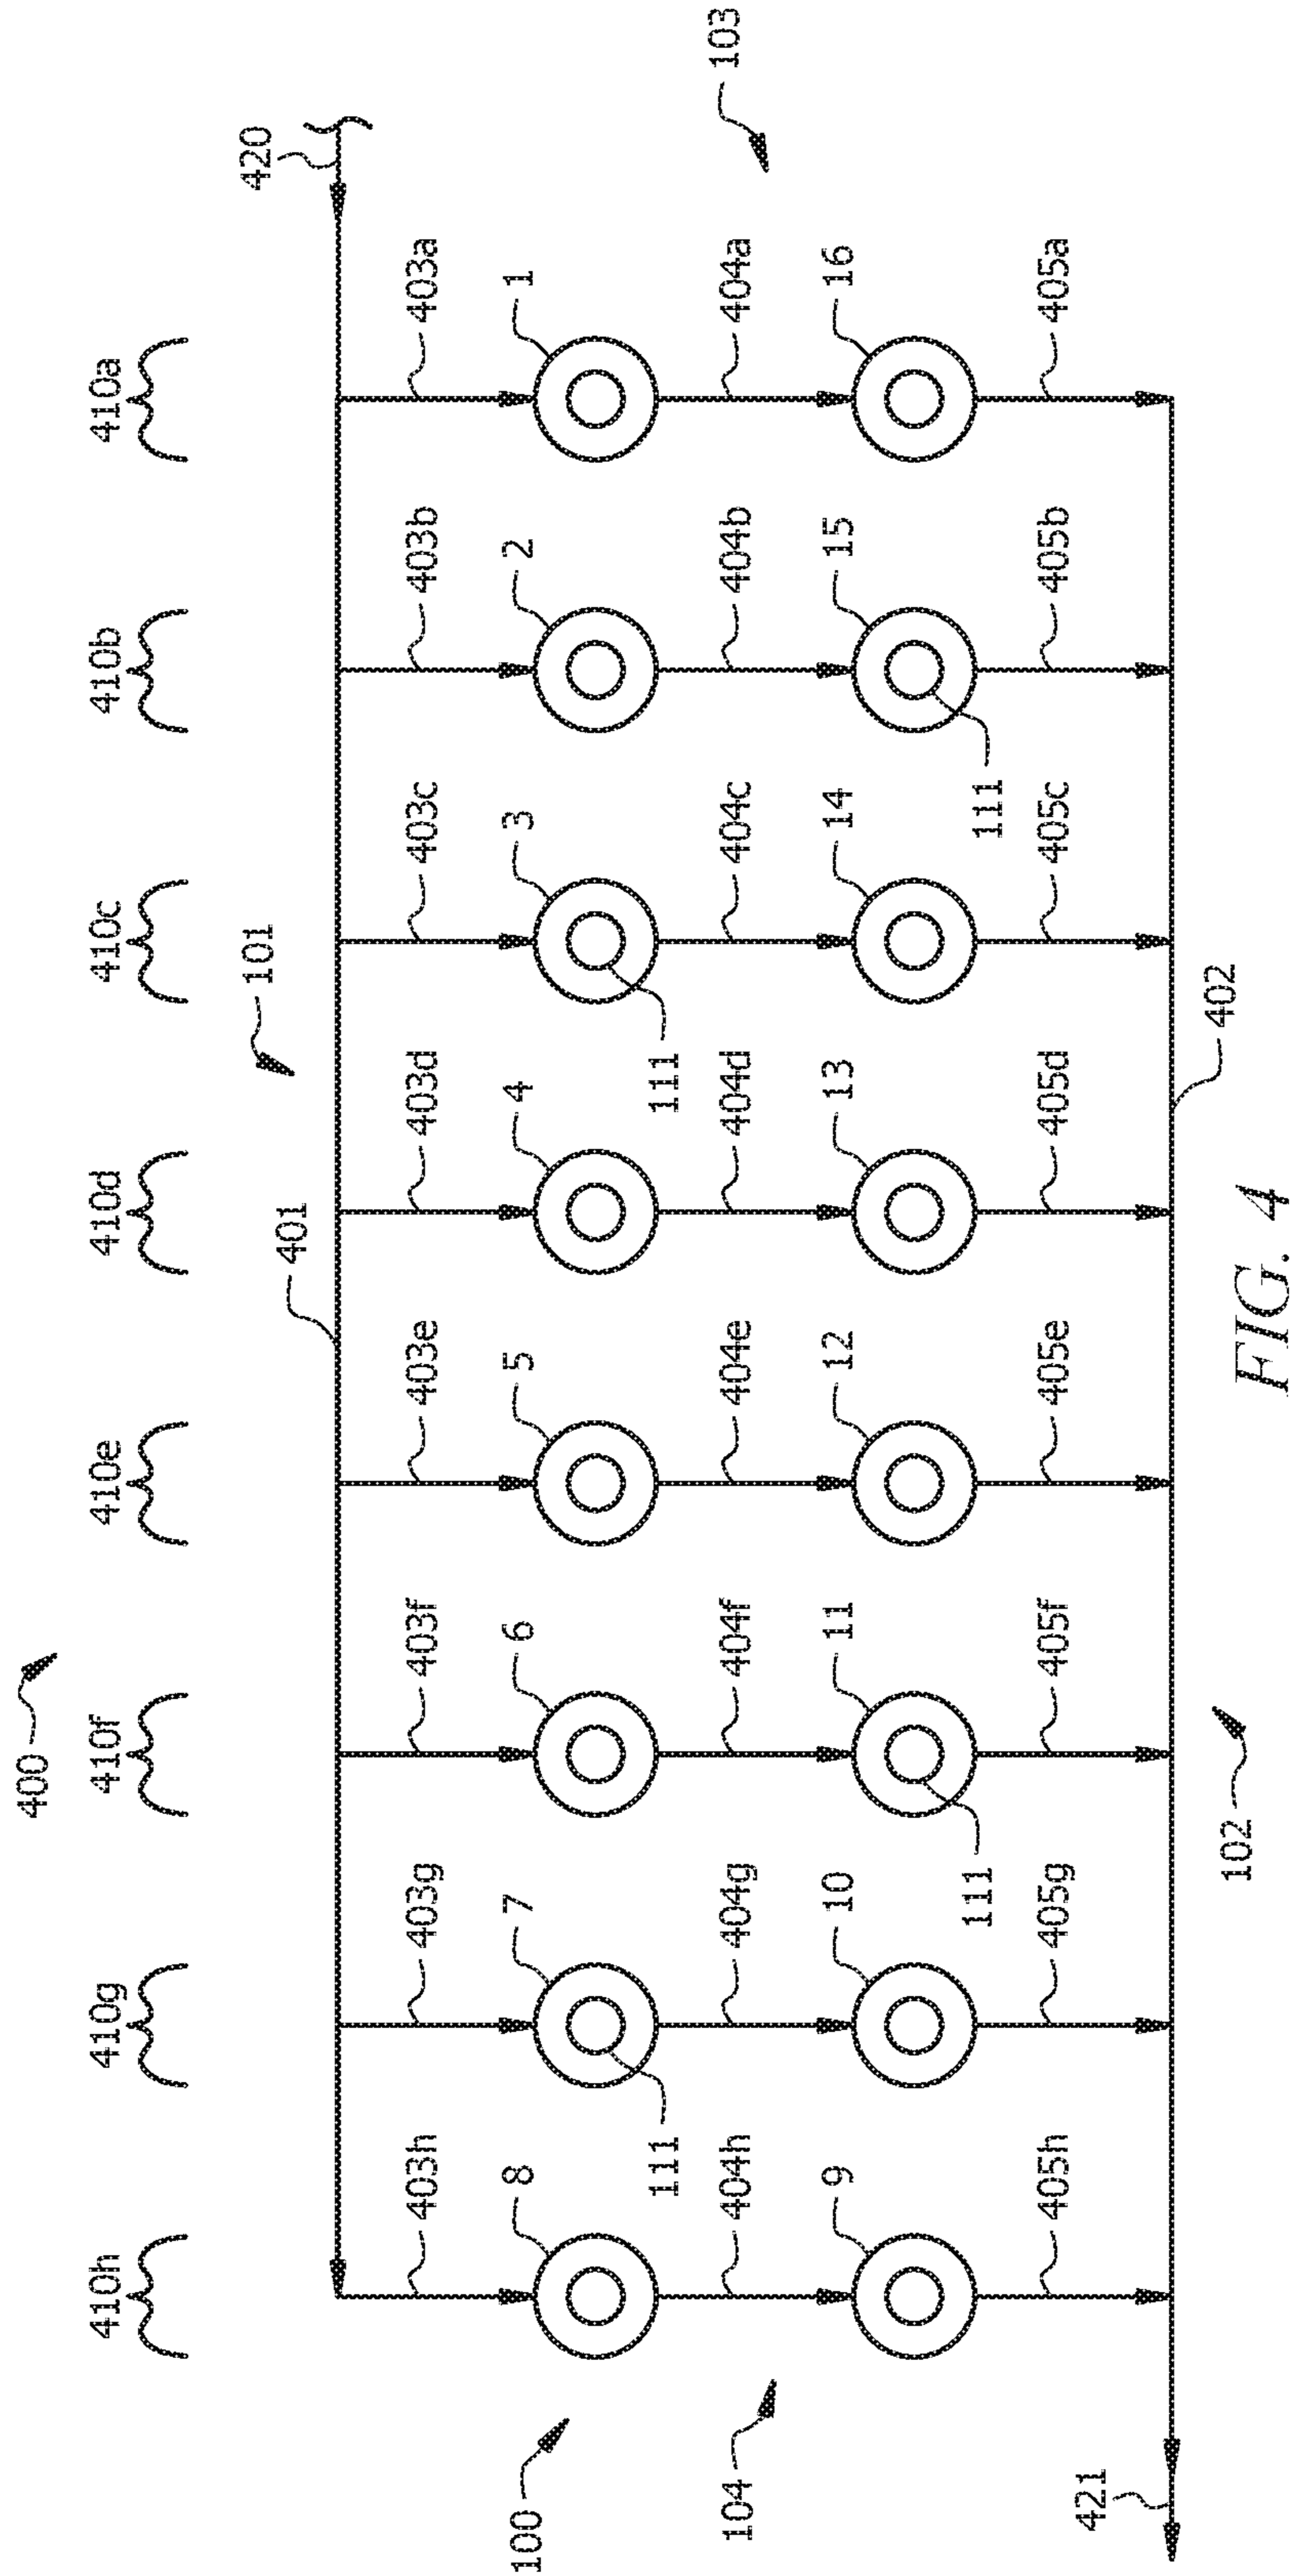 400
410h 410g 410f 410e 410d 410c 410b 410a
101 420
401
403h 403g 403f 403e 403d 403c 403b 403a
100 8 7 6 5 4 3 2 1
111 111
104 404h 404g 404f 404e 404d 404c 404b 404a 103
9 10 11 12 13 14 15 16
111 111
405h 405g 405f 405e 405d 405c 405b 405a
421
102 402
FIG. 4